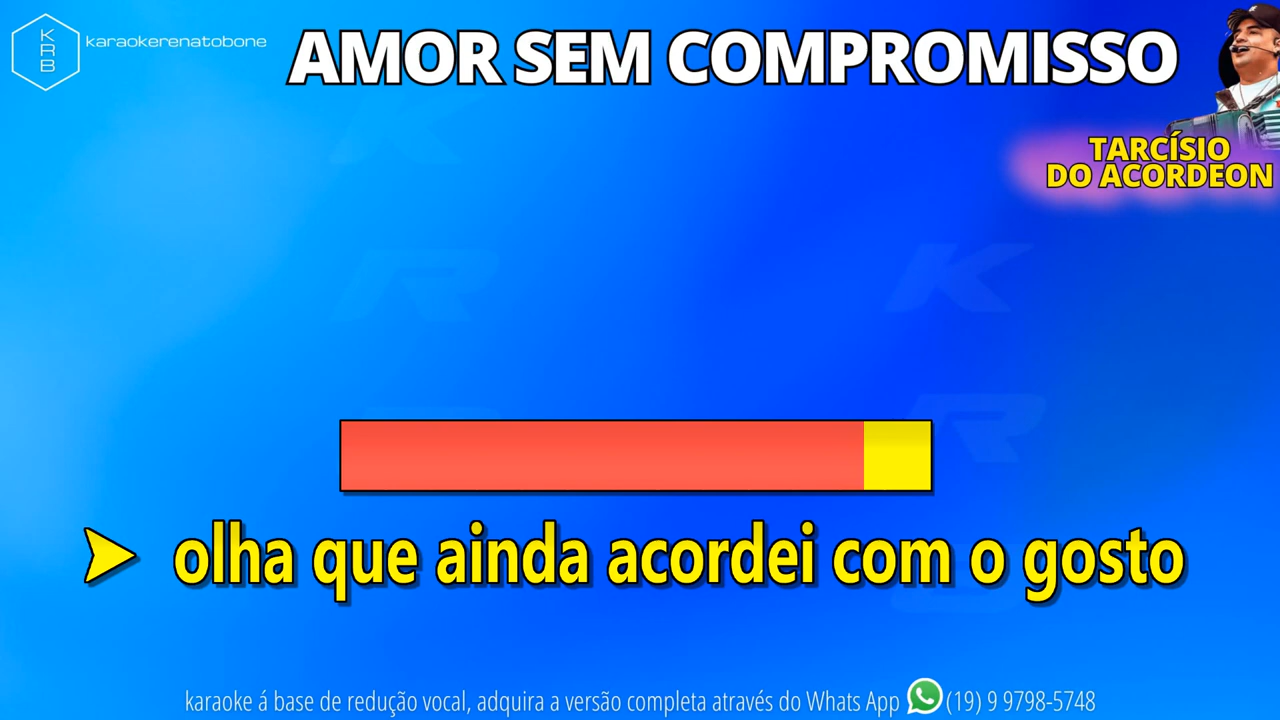 KRB
karaokerenatobone
AMOR SEM COMPROMISSO
TARCÍSIO
DO ACORDEON
K
R
K
R
olha que ainda acordei com o gosto
karaoke á base de redução vocal, adquira a versão completa através do Whats App (19) 9 9798-5748